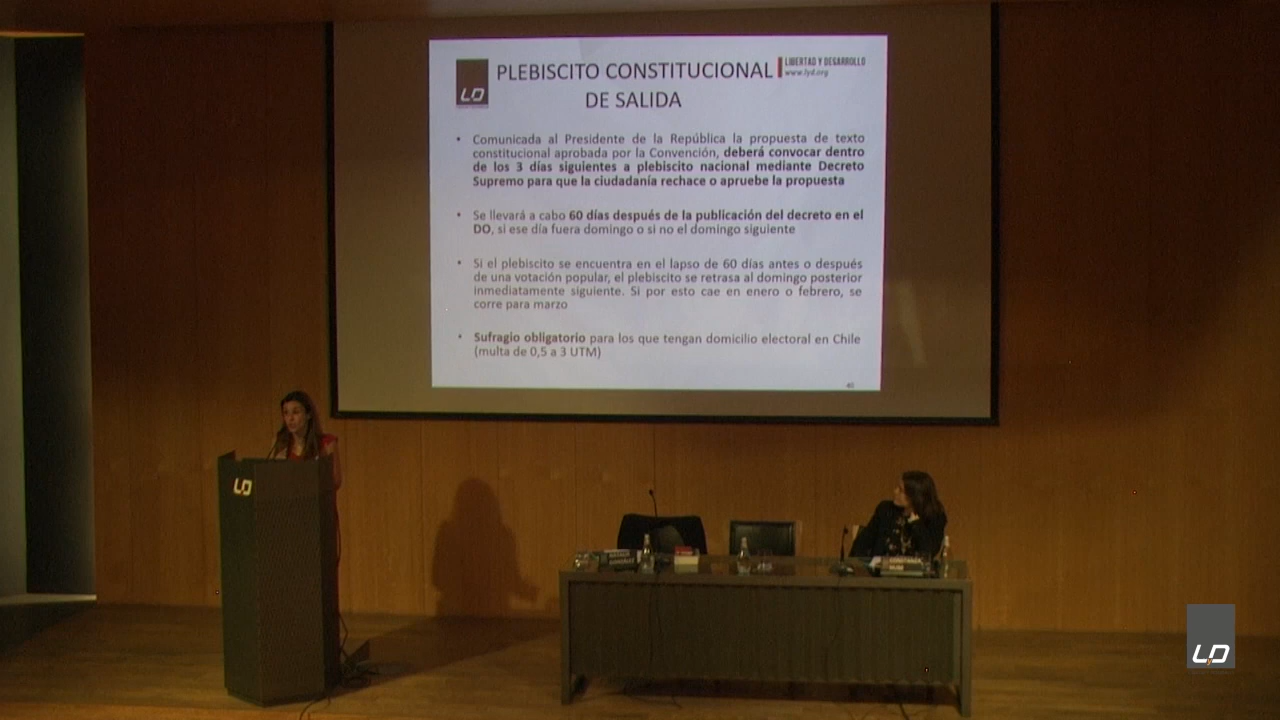 LD
PLEBISCITO CONSTITUCIONAL
DE SALIDA
LIBERTAD Y DESARROLLO
www.lyd.org
• Comunicada al Presidente de la República la propuesta de texto
constitucional aprobada por la Convención, deberá convocar dentro
de los 3 días siguientes a plebiscito nacional mediante Decreto
Supremo para que la ciudadanía rechace o apruebe la propuesta
• Se llevará a cabo 60 días después de la publicación del decreto en el
DO, si ese día fuera domingo o si no el domingo siguiente
• Si el plebiscito se encuentra en el lapso de 60 días antes o después
de una votación popular, el plebiscito se retrasa al domingo posterior
inmediatamente siguiente. Si por esto cae en enero o febrero, se
corre para marzo
• Sufragio obligatorio para los que tengan domicilio electoral en Chile
(multa de 0,5 a 3 UTM)
LD
CONSTANZA
LyD